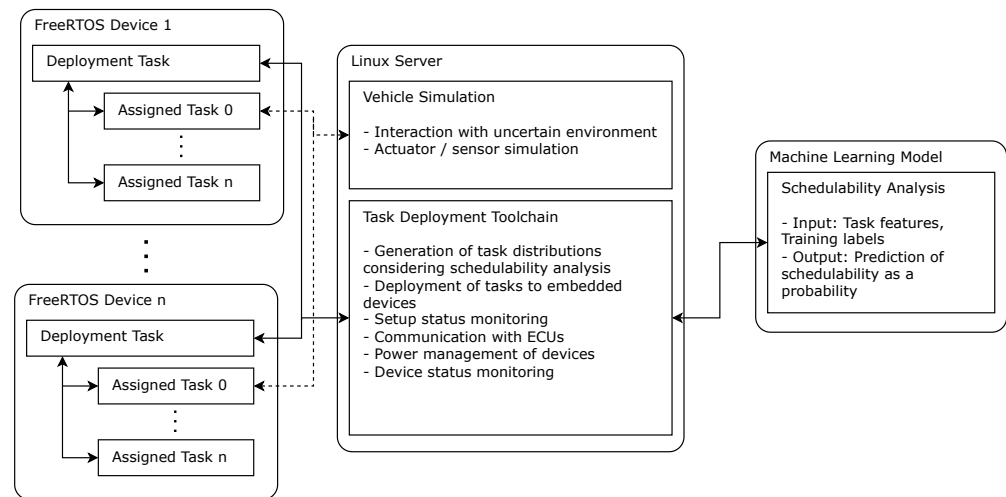 FreeRTOS Device 1
Deployment Task
Assigned Task 0
Assigned Task n
FreeRTOS Device n
Deployment Task
Assigned Task 0
Assigned Task n
Linux Server
Vehicle Simulation
- Interaction with uncertain environment
- Actuator / sensor simulation
Task Deployment Toolchain
- Generation of task distributions
considering schedulability analysis
- Deployment of tasks to embedded
devices
- Setup status monitoring
- Communication with ECUs
- Power management of devices
- Device status monitoring
Machine Learning Model
Schedulability Analysis
- Input: Task features,
Training labels
- Output: Prediction of
schedulability as a
probability